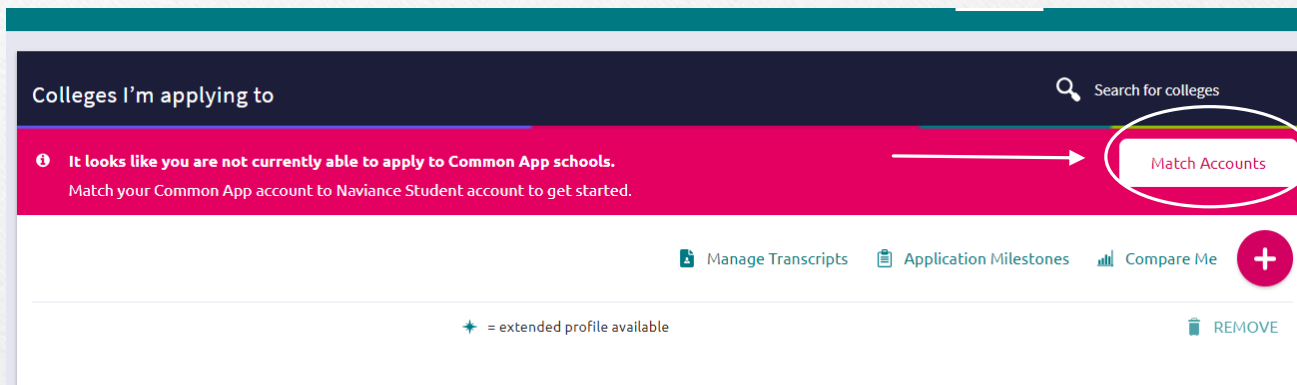 Colleges I'm applying to
Search for colleges
It looks like you are not currently able to apply to Common App schools.
Match your Common App account to Naviance Student account to get started.
Match Accounts
Manage Transcripts
Application Milestones
Compare Me
= extended profile available
REMOVE